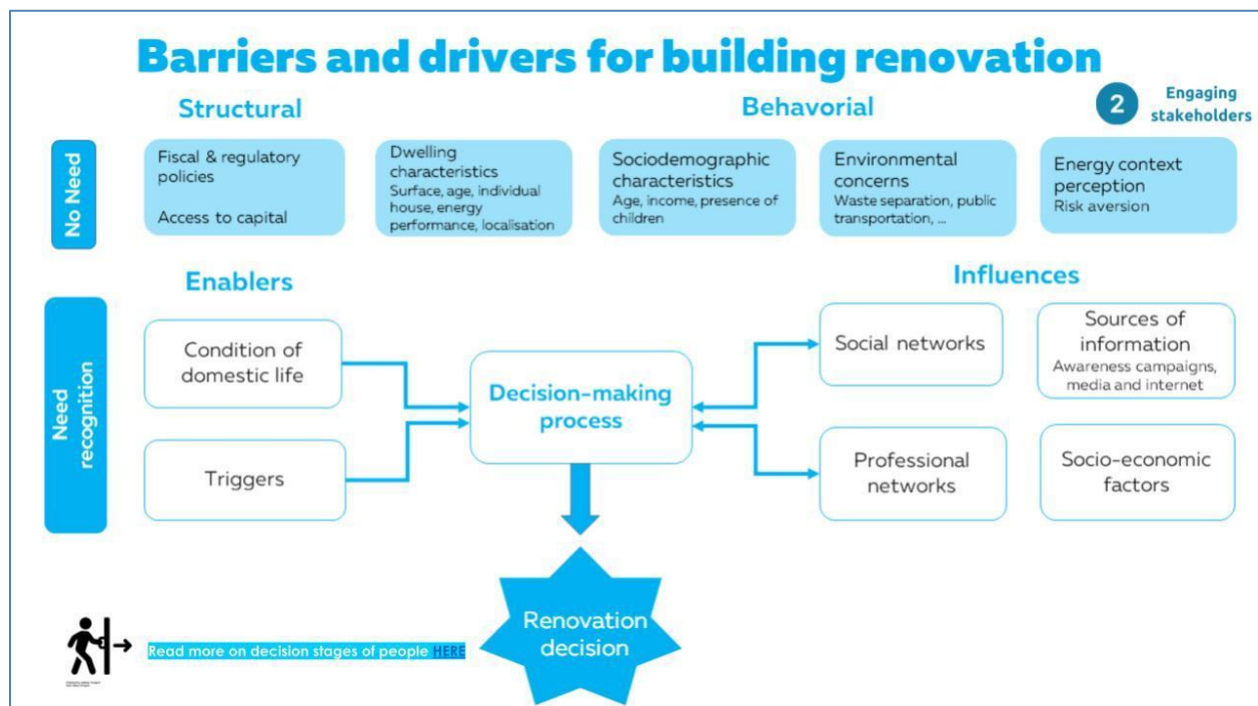 Barriers and drivers for building renovation
Structural
Behavorial
2
Engaging
stakeholders
No Need
Fiscal & regulatory
policies
Access to capital
Dwelling
characteristics
Surface, age, individual
house, energy
performance, localisation
Sociodemographic
characteristics
Age, income, presence of
children
Environmental
concerns
Waste separation, public
transportation, ...
Energy context
perception
Risk aversion
Enablers
Influences
Need
recognition
Condition of
domestic life
Triggers
Decision-making
process
Social networks
Sources of
information
Awareness campaigns,
media and internet
Professional
networks
Socio-economic
factors
Renovation
decision
Read more on decision stages of people HERE